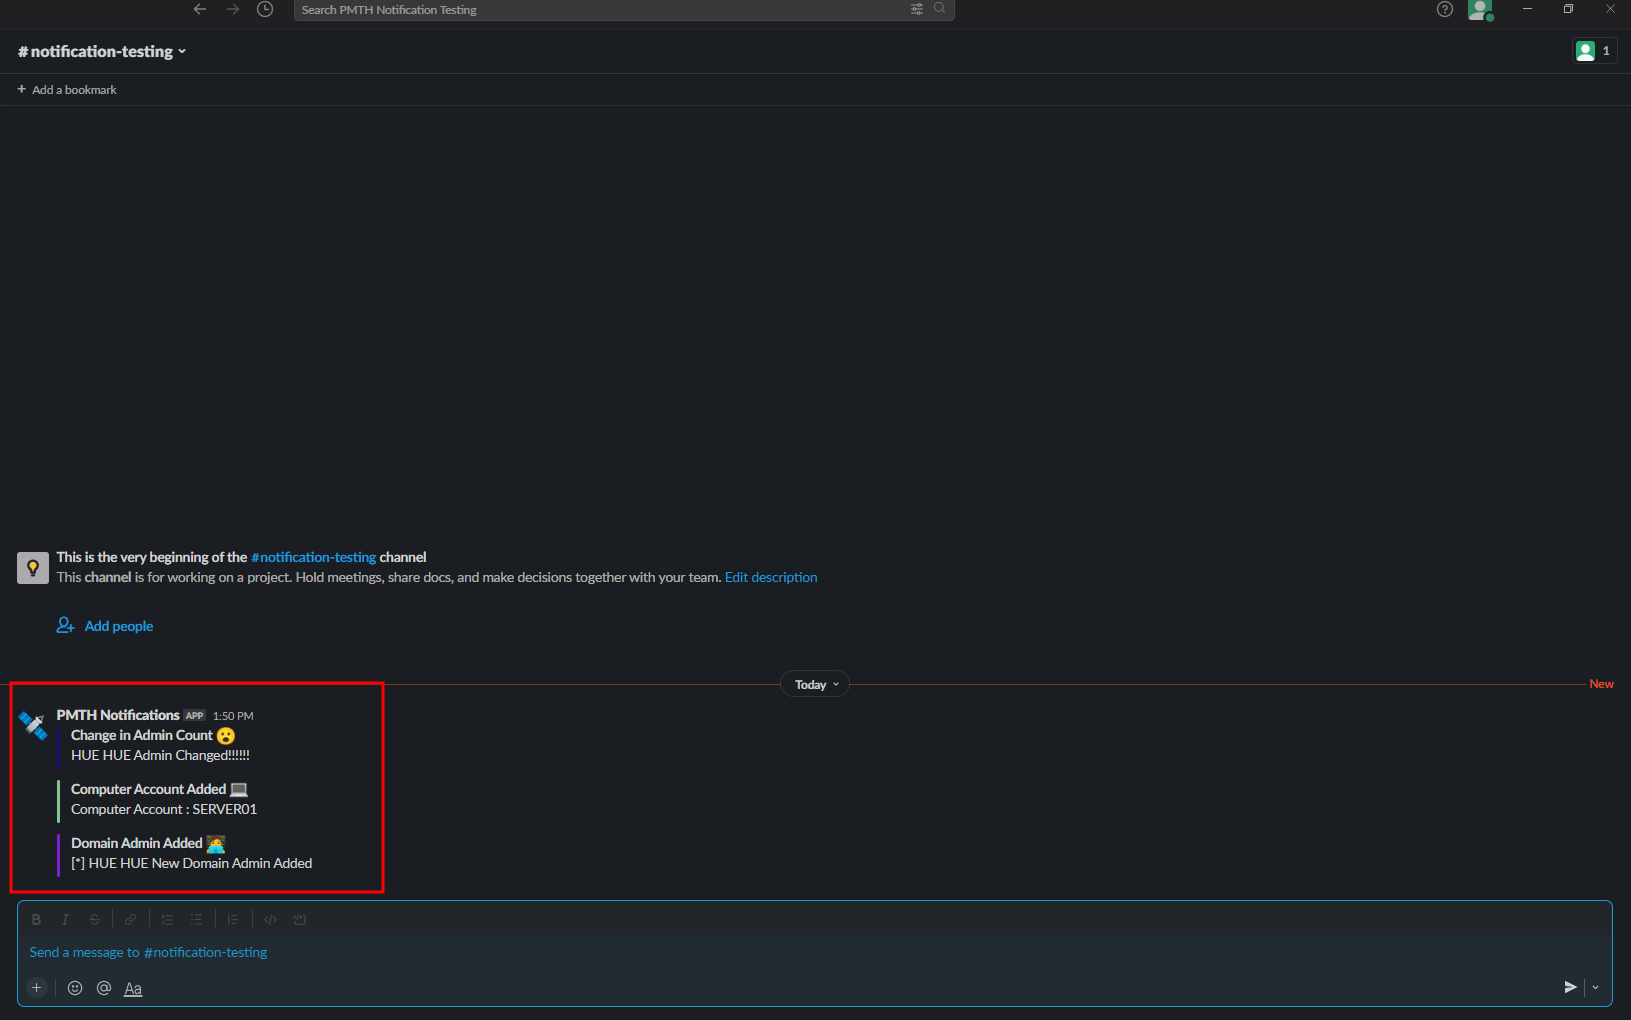 Search PMTH Notification Testing
# notification-testing
1
+ Add a bookmark
This is the very beginning of the #notification-testing channel
This channel is for working on a project. Hold meetings, share docs, and make decisions together with your team. Edit description
Add people
Today
New
PMTH Notifications APP 1:50 PM
Change in Admin Count
HUE HUE Admin Changed!!!!!!
Computer Account Added
Computer Account : SERVER01
Domain Admin Added
[*] HUE HUE New Domain Admin Added
Send a message to #notification-testing
Aa